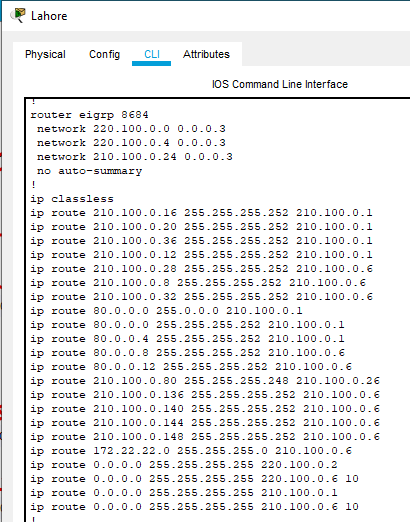 Lahore
Physical Config CLI Attributes
IOS Command Line Interface
!
router eigrp 8684
network 220.100.0.0 0.0.0.3
network 220.100.0.4 0.0.0.3
network 210.100.0.24 0.0.0.3
no auto-summary
!
ip classless
ip route 210.100.0.16 255.255.255.252 210.100.0.1
ip route 210.100.0.20 255.255.255.252 210.100.0.1
ip route 210.100.0.36 255.255.255.252 210.100.0.1
ip route 210.100.0.12 255.255.255.252 210.100.0.1
ip route 210.100.0.28 255.255.255.252 210.100.0.6
ip route 210.100.0.8 255.255.255.252 210.100.0.6
ip route 210.100.0.32 255.255.255.252 210.100.0.6
ip route 80.0.0.0 255.0.0.0 210.100.0.1
ip route 80.0.0.0 255.255.255.252 210.100.0.1
ip route 80.0.0.4 255.255.255.252 210.100.0.1
ip route 80.0.0.8 255.255.255.252 210.100.0.6
ip route 80.0.0.12 255.255.255.252 210.100.0.6
ip route 210.100.0.80 255.255.255.248 210.100.0.26
ip route 210.100.0.136 255.255.255.252 210.100.0.6
ip route 210.100.0.140 255.255.255.252 210.100.0.6
ip route 210.100.0.144 255.255.255.252 210.100.0.6
ip route 210.100.0.148 255.255.255.252 210.100.0.6
ip route 172.22.22.0 255.255.255.0 210.100.0.6
ip route 0.0.0.0 255.255.255.255 220.100.0.2
ip route 0.0.0.0 255.255.255.255 220.100.0.6 10
ip route 0.0.0.0 255.255.255.255 210.100.0.1
ip route 0.0.0.0 255.255.255.255 210.100.0.6 10
!